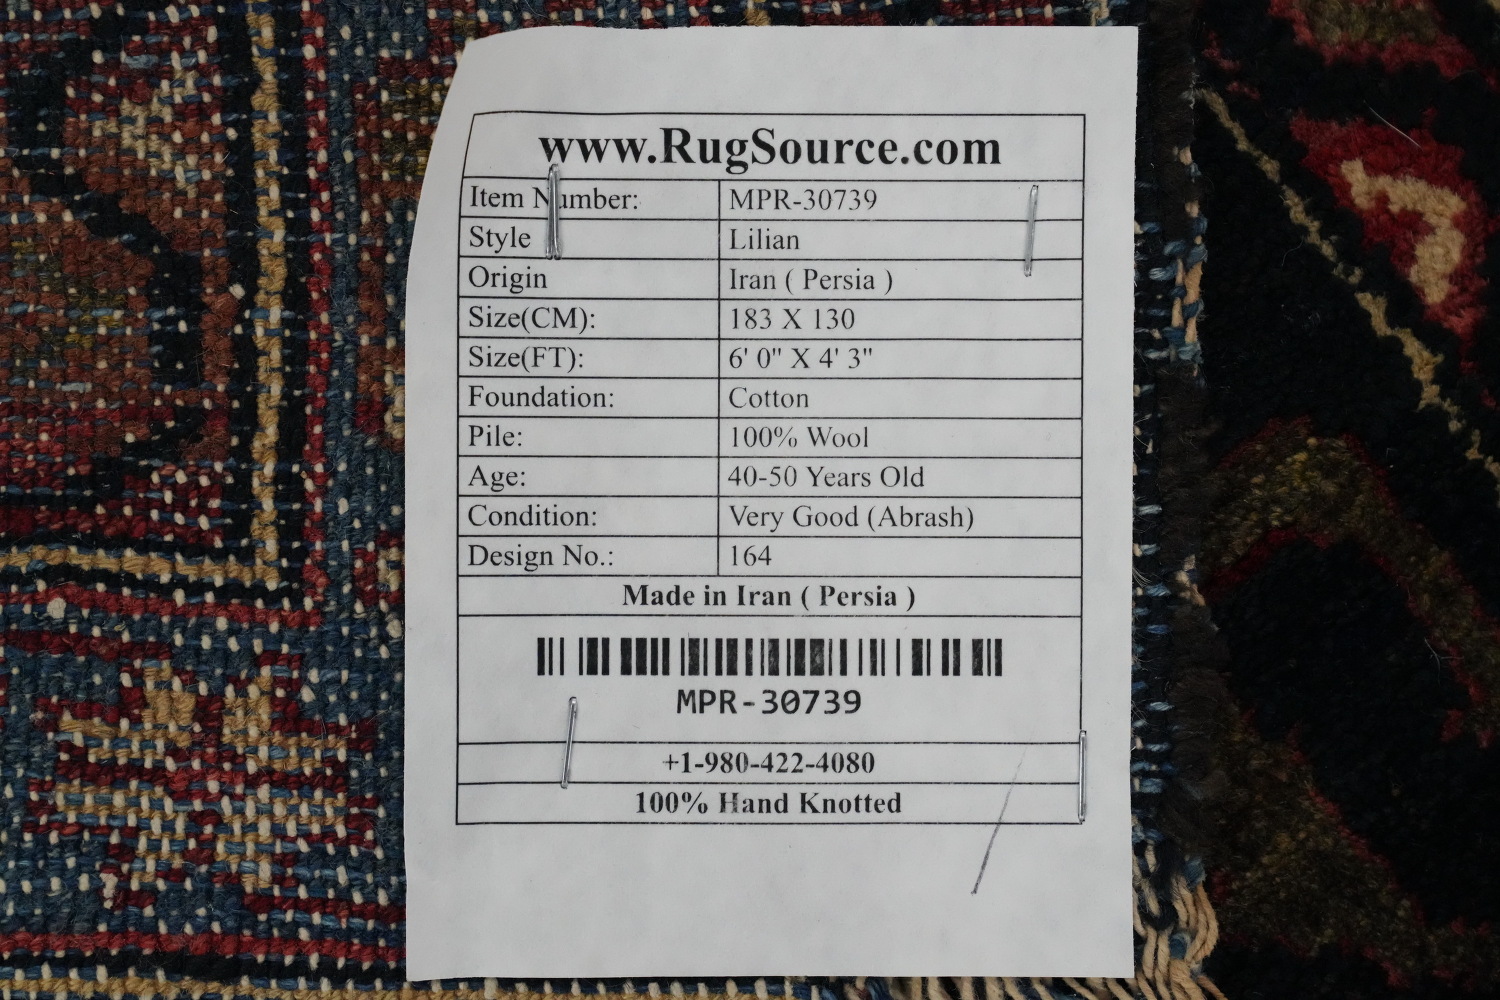 www.RugSource.com
Item Number: MPR-30739
Style Lilian
Origin Iran ( Persia )
Size(CM): 183 X 130
Size(FT): 6' 0" X 4' 3"
Foundation: Cotton
Pile: 100% Wool
Age: 40-50 Years Old
Condition: Very Good (Abrash)
Design No.: 164
Made in Iran ( Persia )
MPR-30739
+1-980-422-4080
100% Hand Knotted